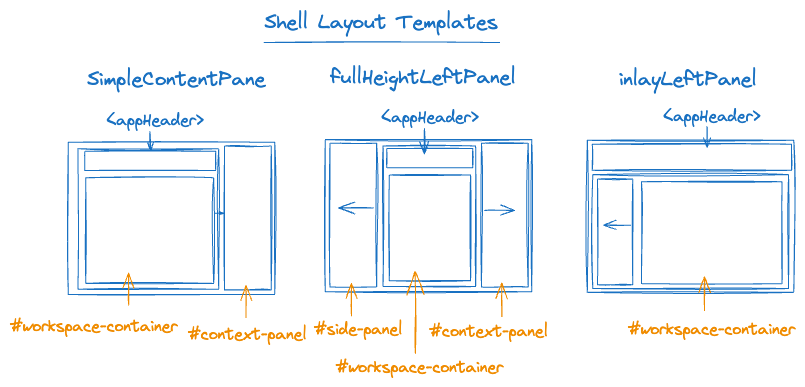 Shell Layout Templates
SimpleContentPane
fullHeightLeftPanel
inlayLeftPanel
<appHeader>
<appHeader>
<appHeader>
#workspace-container
#context-panel
#side-panel
#context-panel
#workspace-container
#workspace-container